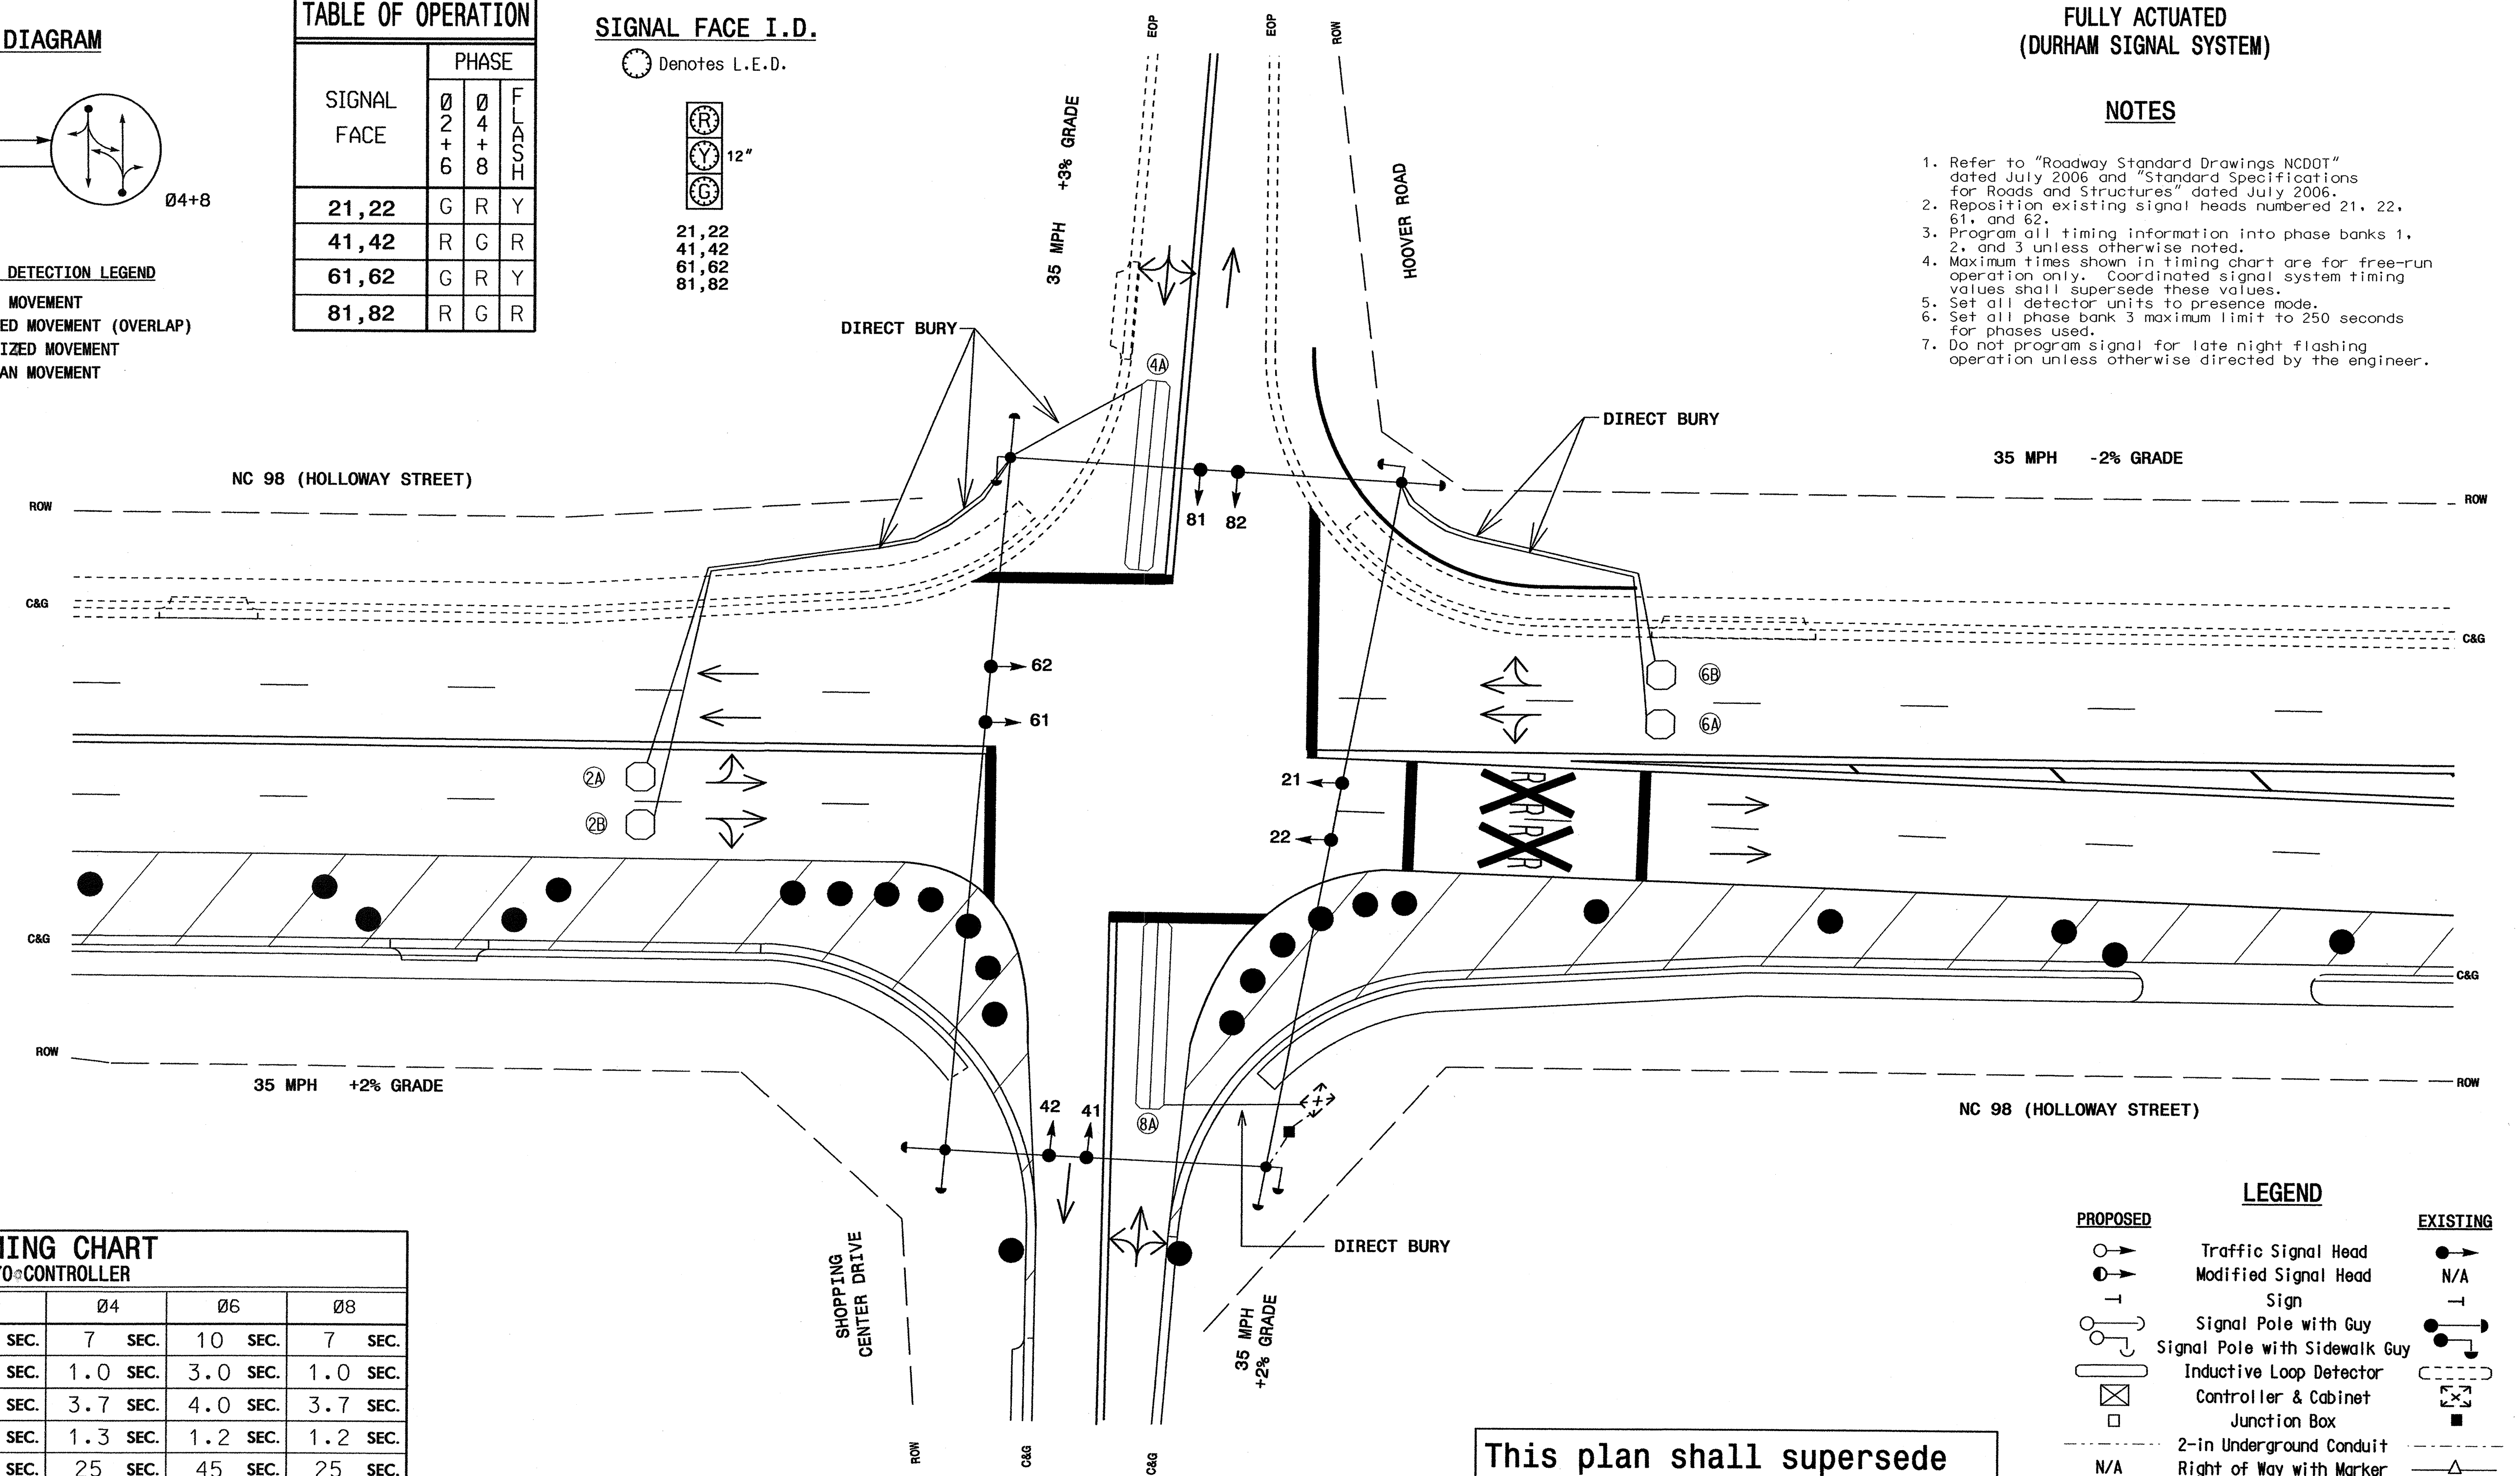 DIAGRAM
Ø4+8
DETECTION LEGEND
MOVEMENT
ED MOVEMENT (OVERLAP)
IZED MOVEMENT
AN MOVEMENT
TABLE OF OPERATION
SIGNAL FACE
PHASE
Ø2+6 Ø4+8 FLASH
21,22 G R Y
41,42 R G R
61,62 G R Y
81,82 R G R
SIGNAL FACE I.D.
Denotes L.E.D.
R
Y 12"
G
21,22
41,42
61,62
81,82
FULLY ACTUATED
(DURHAM SIGNAL SYSTEM)
NOTES
1. Refer to "Roadway Standard Drawings NCDOT"
dated July 2006 and "Standard Specifications
for Roads and Structures" dated July 2006.
2. Reposition existing signal heads numbered 21, 22,
61, and 62.
3. Program all timing information into phase banks 1,
2, and 3 unless otherwise noted.
4. Maximum times shown in timing chart are for free-run
operation only. Coordinated signal system timing
values shall supersede these values.
5. Set all detector units to presence mode.
6. Set all phase bank 3 maximum limit to 250 seconds
for phases used.
7. Do not program signal for late night flashing
operation unless otherwise directed by the engineer.
EOP
EOP
ROW
35 MPH +3% GRADE
HOOVER ROAD
DIRECT BURY
4A
DIRECT BURY
35 MPH -2% GRADE
NC 98 (HOLLOWAY STREET)
ROW
ROW
81
82
C&G
C&G
62
61
6B
6A
2A
2B
21
22
R R
R R
C&G
C&G
ROW
ROW
35 MPH +2% GRADE
NC 98 (HOLLOWAY STREET)
42
41
8A
DIRECT BURY
SHOPPING
CENTER DRIVE
35 MPH
+2% GRADE
ROW
C&G
C&G
MING CHART
CONTROLLER
Ø4 Ø6 Ø8
SEC. 7 SEC. 10 SEC. 7 SEC.
SEC. 1.0 SEC. 3.0 SEC. 1.0 SEC.
SEC. 3.7 SEC. 4.0 SEC. 3.7 SEC.
SEC. 1.3 SEC. 1.2 SEC. 1.2 SEC.
SEC. 25 SEC. 45 SEC. 25 SEC.
This plan shall supersede
LEGEND
PROPOSED EXISTING
Traffic Signal Head
Modified Signal Head N/A
Sign
Signal Pole with Guy
Signal Pole with Sidewalk Guy
Inductive Loop Detector
Controller & Cabinet
Junction Box
2-in Underground Conduit
N/A Right of Way with Marker